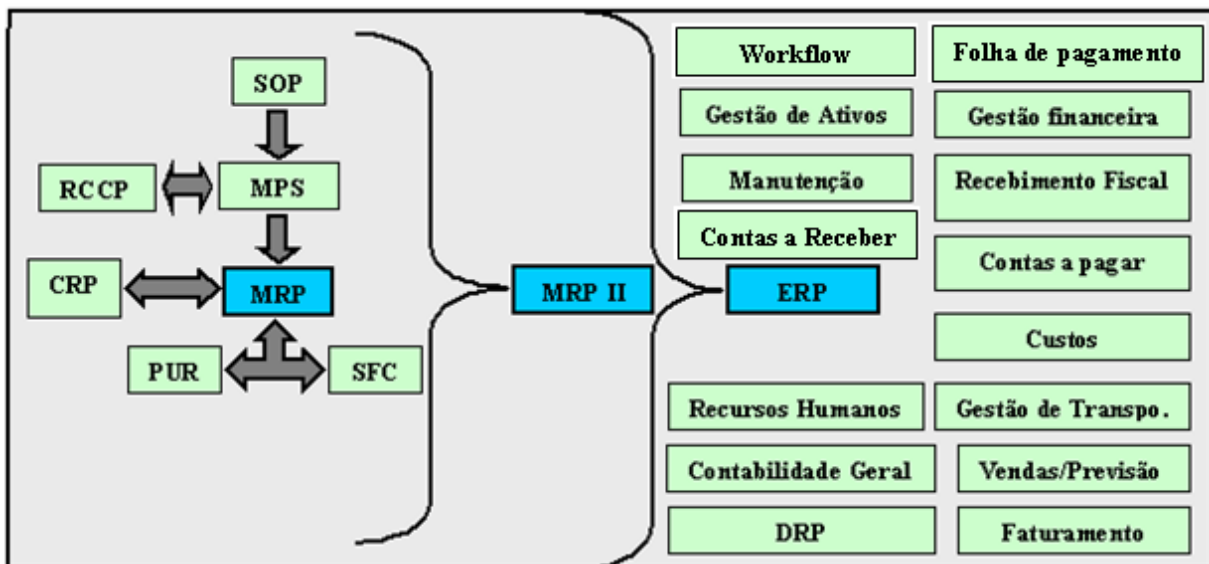 SOP
RCCP
MPS
CRP
MRP
PUR
SFC
MRP II
ERP
Workflow
Folha de pagamento
Gestão de Ativos
Gestão financeira
Manutenção
Recebimento Fiscal
Contas a Receber
Contas a pagar
Custos
Recursos Humanos
Gestão de Transpo.
Contabilidade Geral
Vendas/Previsão
DRP
Faturamento